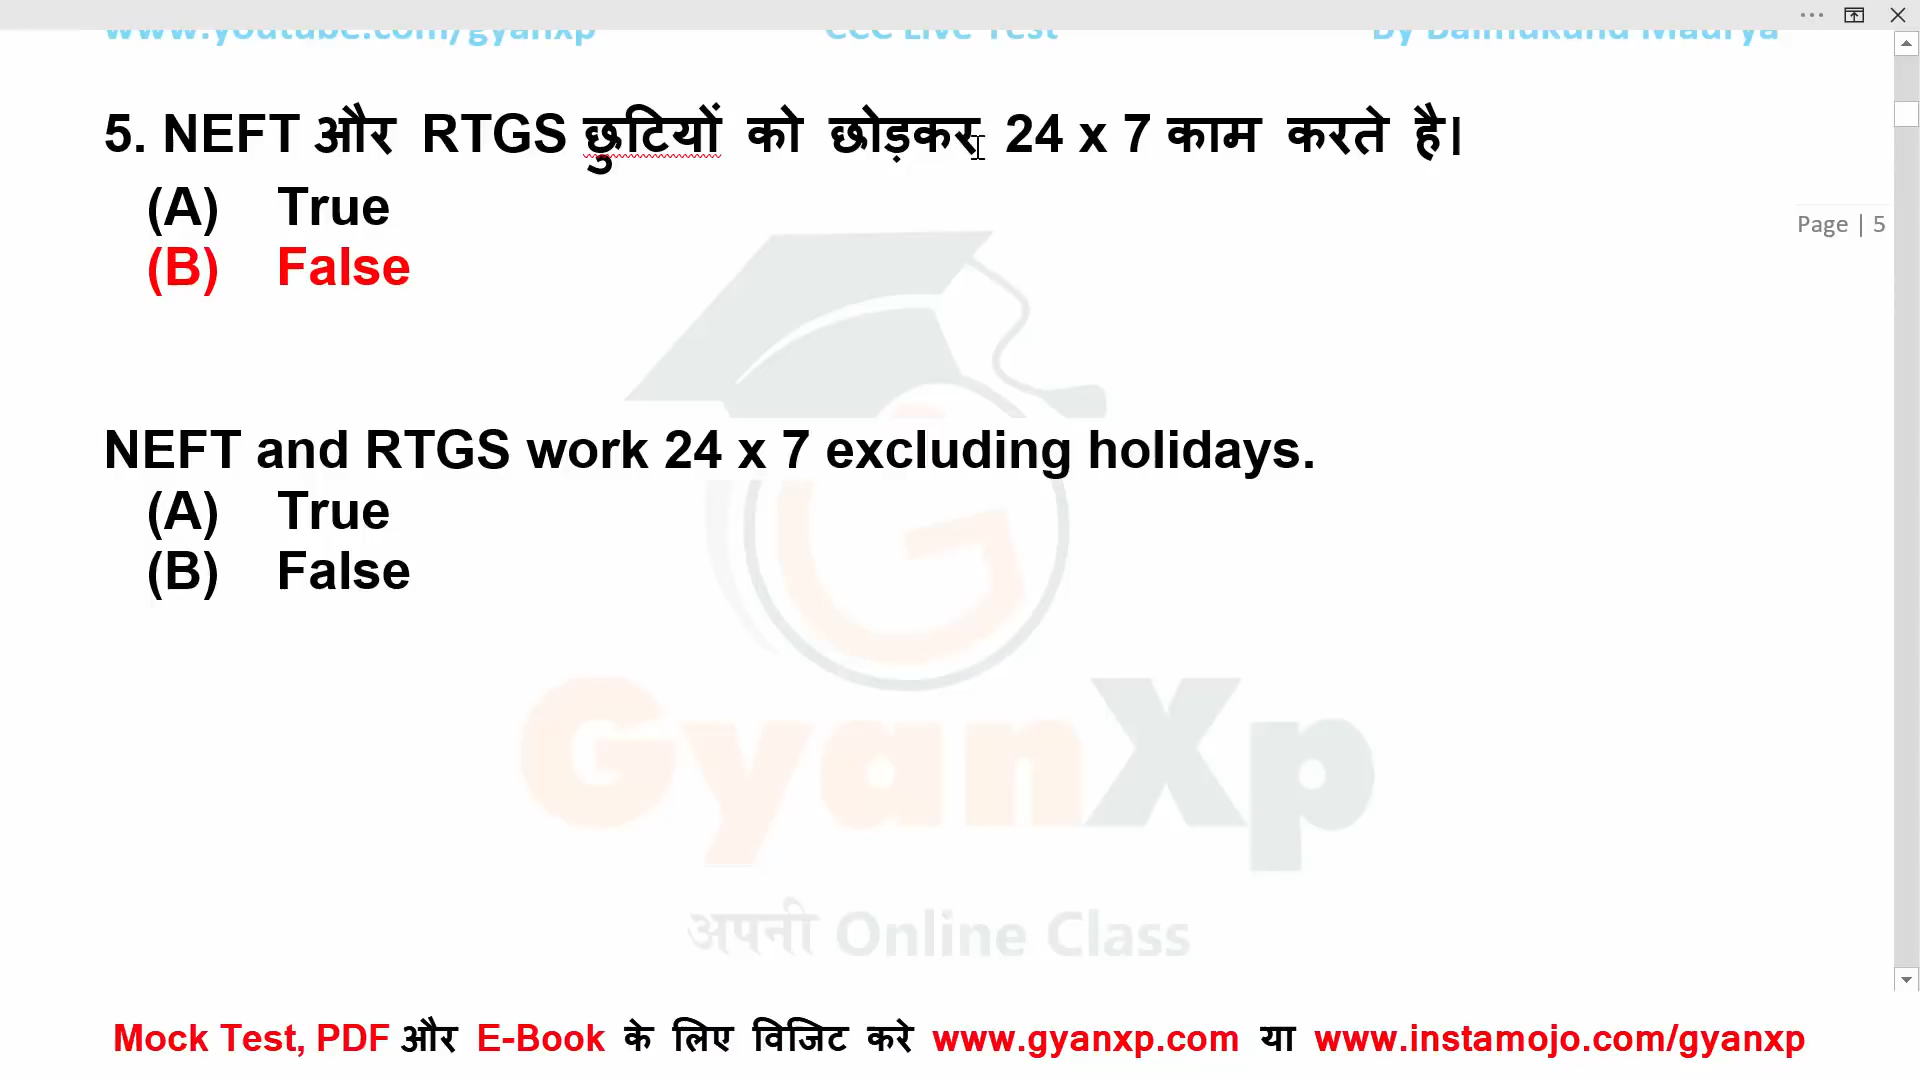 www.youtube.com/gyanxp CCC Live Test By Balmukund Maurya
5. NEFT और RTGS छुटियों को छोड़कर 24 x 7 काम करते है।
(A) True
(B) False
Page | 5
NEFT and RTGS work 24 x 7 excluding holidays.
(A) True
(B) False
GyanXp
अपनी Online Class
Mock Test, PDF और E-Book के लिए विजिट करे www.gyanxp.com या www.instamojo.com/gyanxp